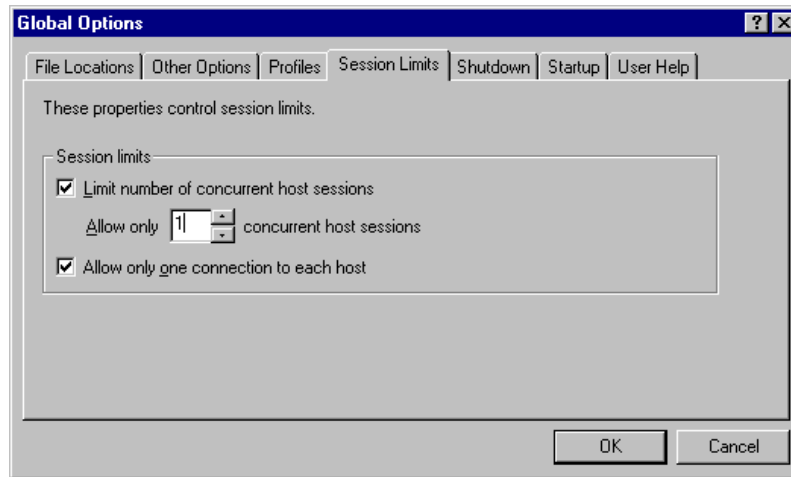 Global Options
File Locations Other Options Profiles Session Limits Shutdown Startup User Help
These properties control session limits.
Session limits
Limit number of concurrent host sessions
Allow only 1 concurrent host sessions
Allow only one connection to each host
OK Cancel